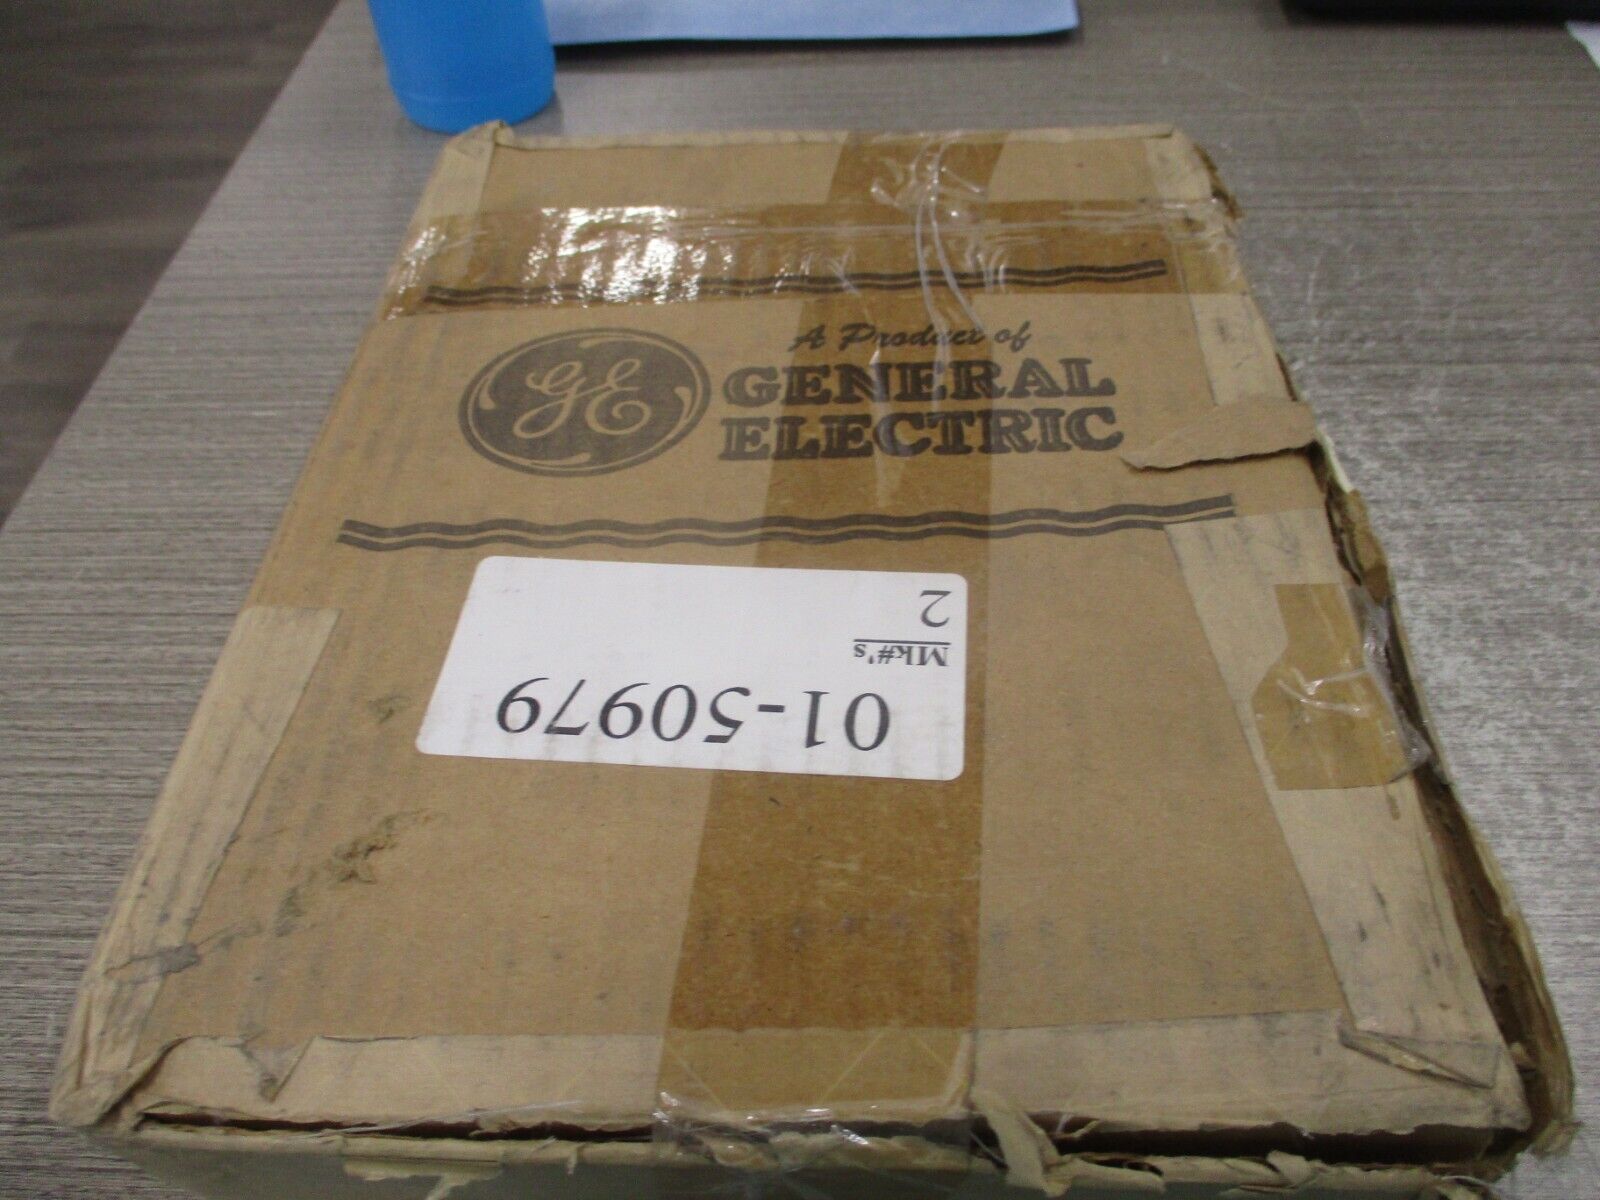 A Product of
GE
GENERAL
ELECTRIC
01-50979
Mk#'s
2